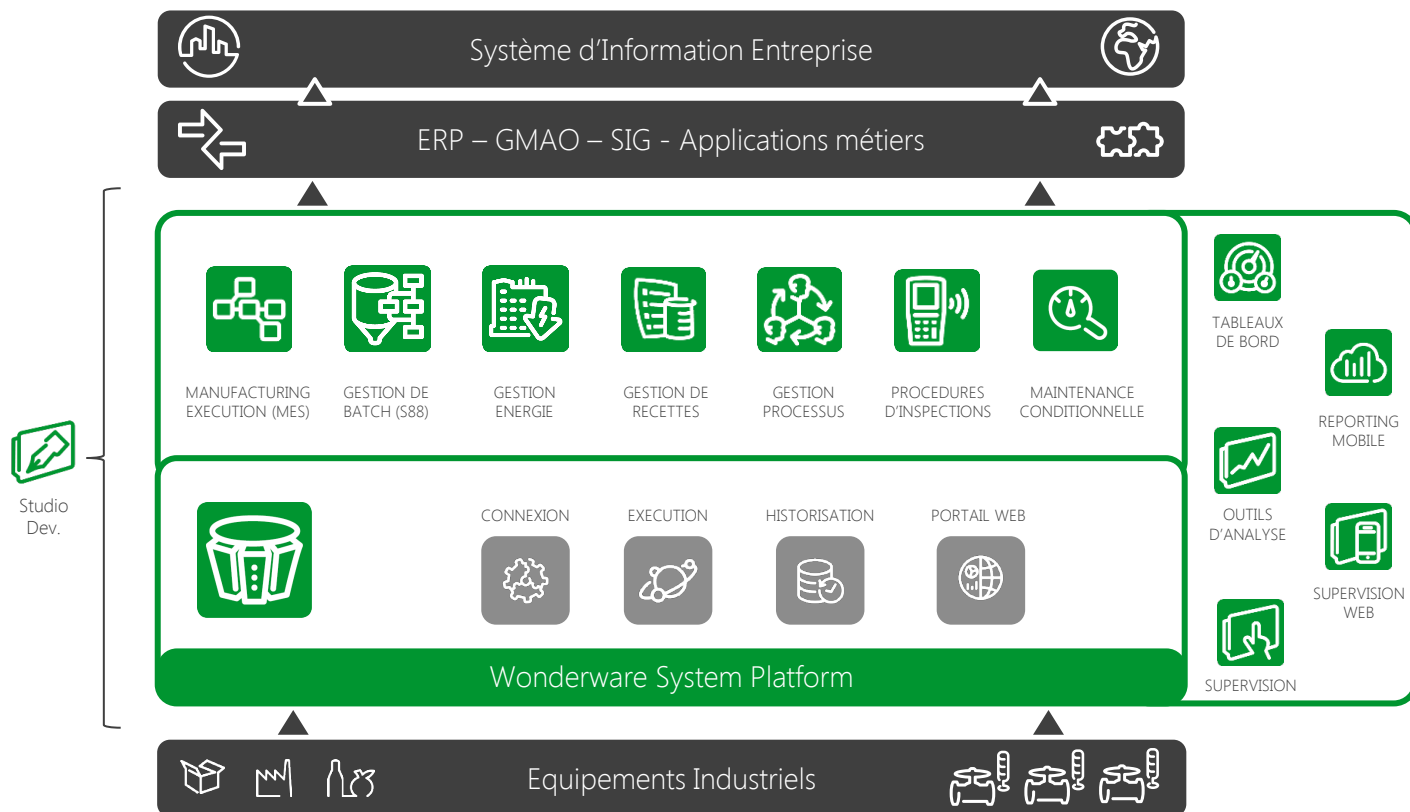 Système d'Information Entreprise
ERP – GMAO – SIG - Applications métiers
MANUFACTURING
EXECUTION (MES)
GESTION DE
BATCH (S88)
GESTION
ENERGIE
GESTION DE
RECETTES
GESTION
PROCESSUS
PROCEDURES
D'INSPECTIONS
MAINTENANCE
CONDITIONNELLE
TABLEAUX
DE BORD
REPORTING
MOBILE
OUTILS
D'ANALYSE
SUPERVISION
WEB
SUPERVISION
Studio
Dev.
CONNEXION
EXECUTION
HISTORISATION
PORTAIL WEB
Wonderware System Platform
Equipements Industriels